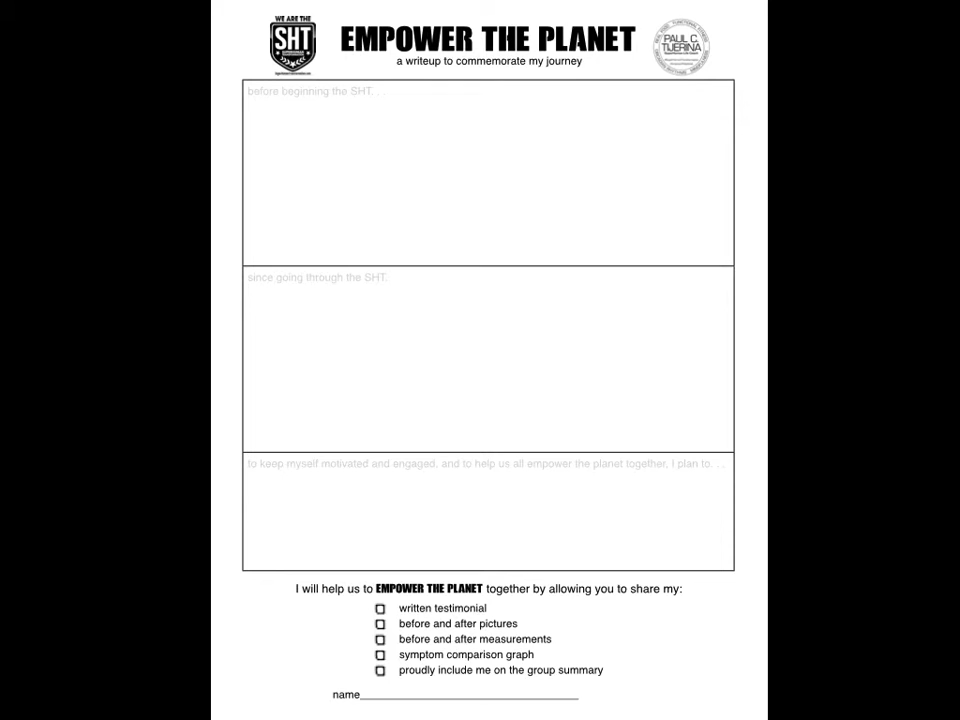 WE ARE THE
SHT
EMPOWER THE PLANET
a writeup to commemorate my journey
PAUL C.
TIJERINA
before beginning the SHT. . .
since going through the SHT.
to keep myself motivated and engaged, and to help us all empower the planet together, I plan to. . .
I will help us to EMPOWER THE PLANET together by allowing you to share my:
written testimonial
before and after pictures
before and after measurements
symptom comparison graph
proudly include me on the group summary
name